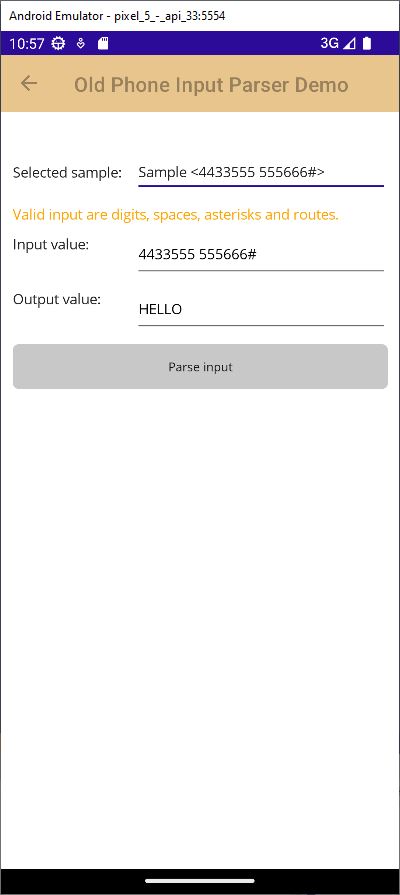 Android Emulator - pixel_5_-_api_33:5554
10:57 3G
Old Phone Input Parser Demo
Selected sample: Sample <4433555 555666#>
Valid input are digits, spaces, asterisks and routes.
Input value: 4433555 555666#
Output value: HELLO
Parse input